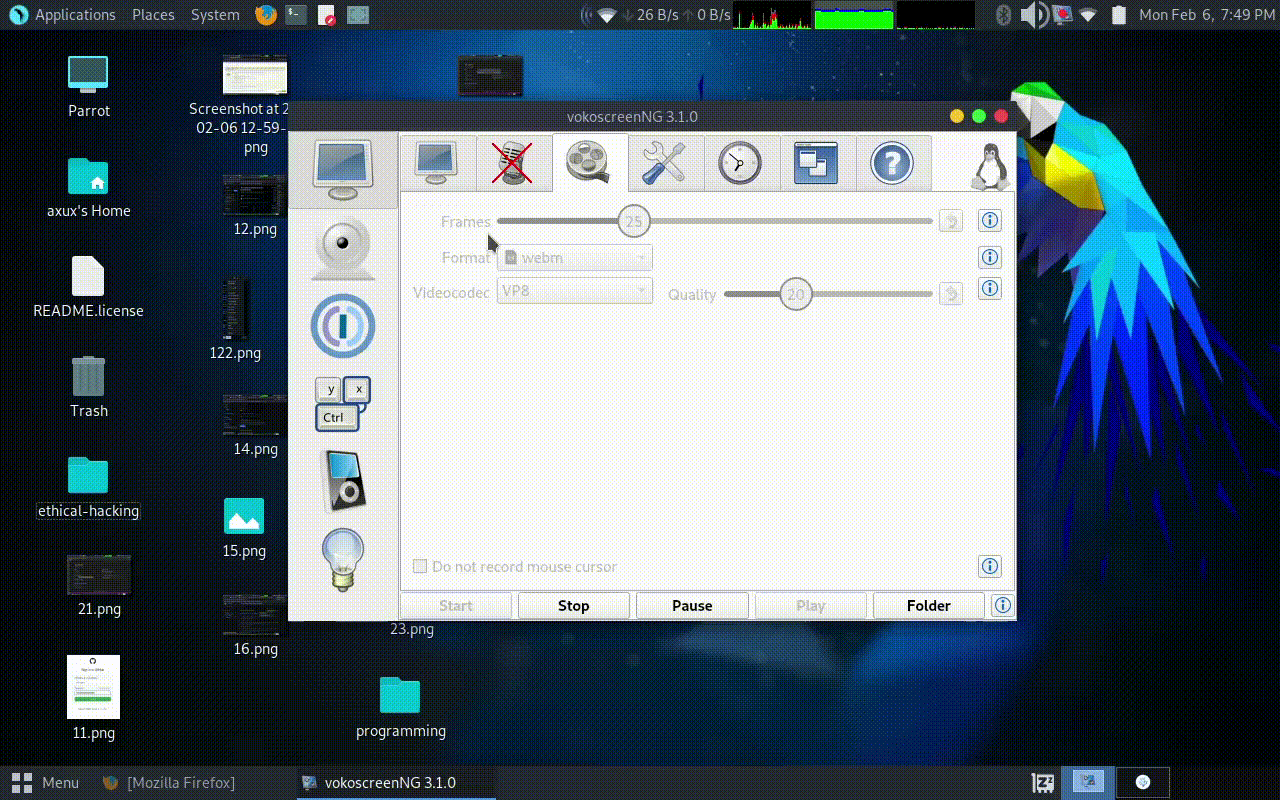 Applications Places System 26 B/s 0 B/s Mon Feb 6, 7:49 PM
Parrot
Screenshot at 2
02-06 12-59-
png
axux's Home
12.png
README.license
122.png
Trash
14.png
ethical-hacking
15.png
21.png
16.png
11.png
23.png
programming
vokoscreenNG 3.1.0
Frames 25
Format webm
Videocodec VP8 Quality 20
y x
Ctrl
Do not record mouse cursor
Start Stop Pause Play Folder
Menu [Mozilla Firefox] vokoscreenNG 3.1.0